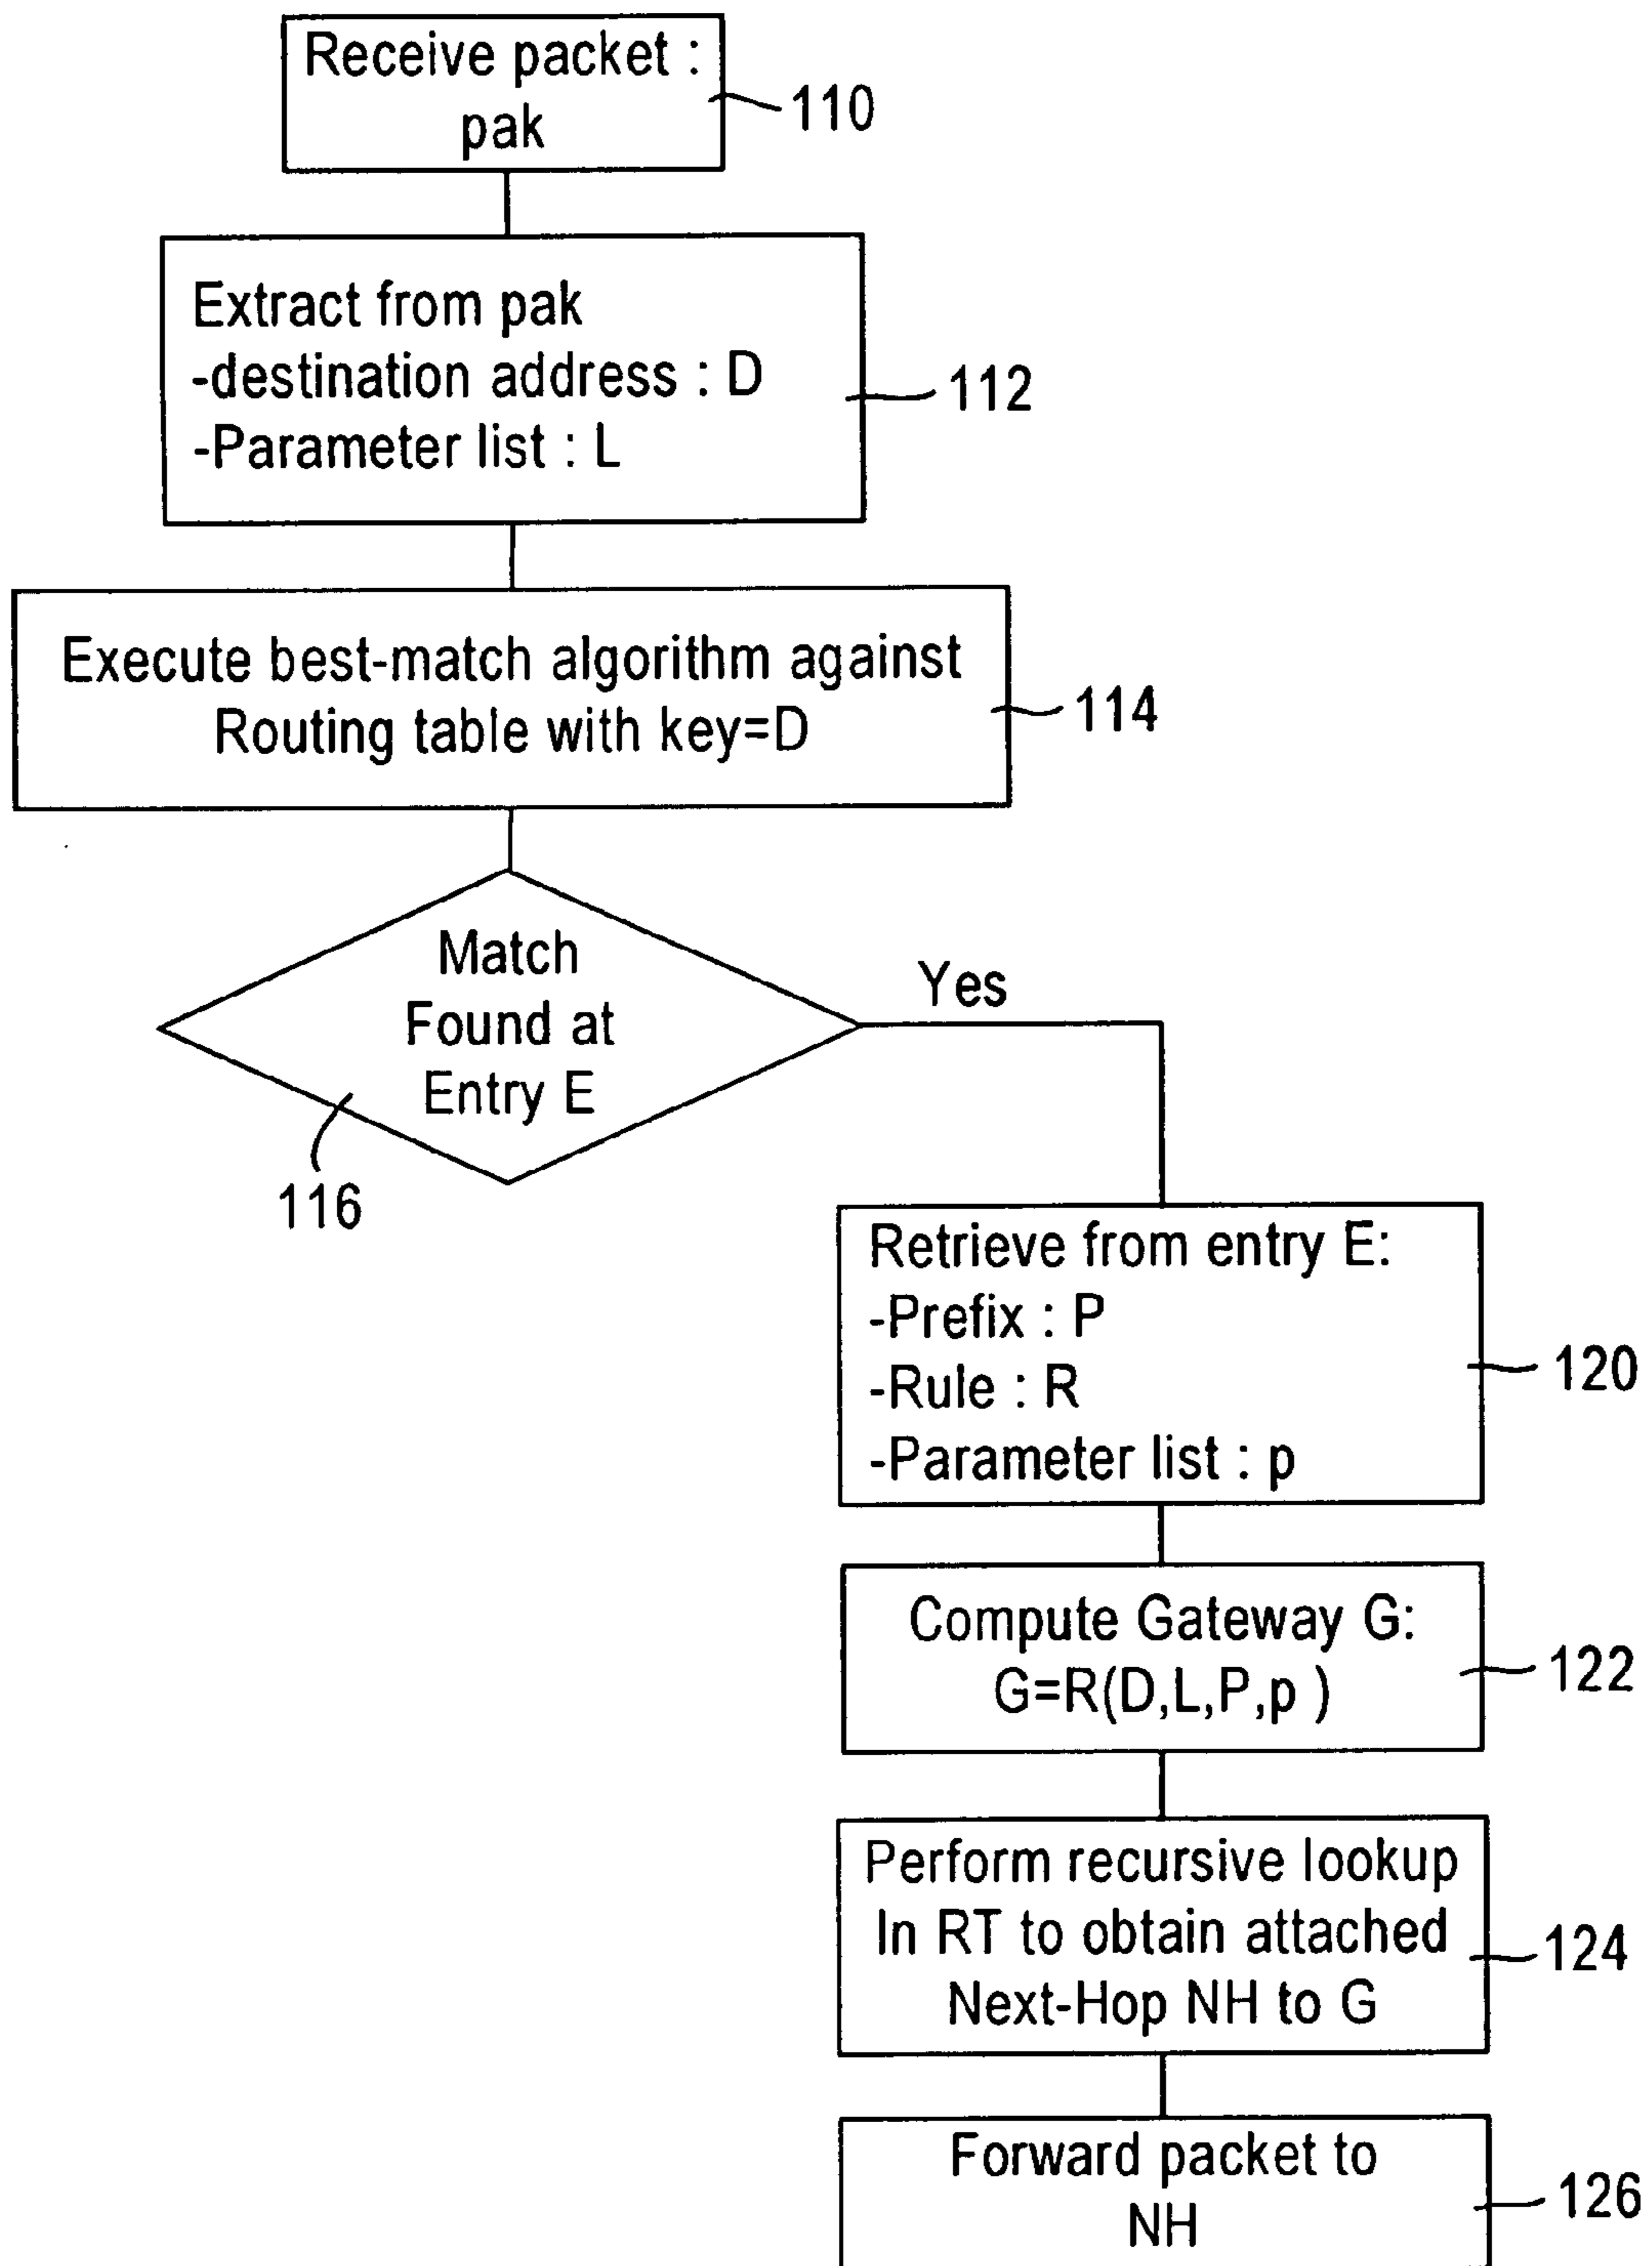 Receive packet :
pak
110
Extract from pak
-destination address : D
-Parameter list : L
112
Execute best-match algorithm against
Routing table with key=D
114
Match
Found at
Entry E
Yes
116
Retrieve from entry E:
-Prefix : P
-Rule : R
-Parameter list : p
120
Compute Gateway G:
G=R(D,L,P,p )
122
Perform recursive lookup
In RT to obtain attached
Next-Hop NH to G
124
Forward packet to
NH
126